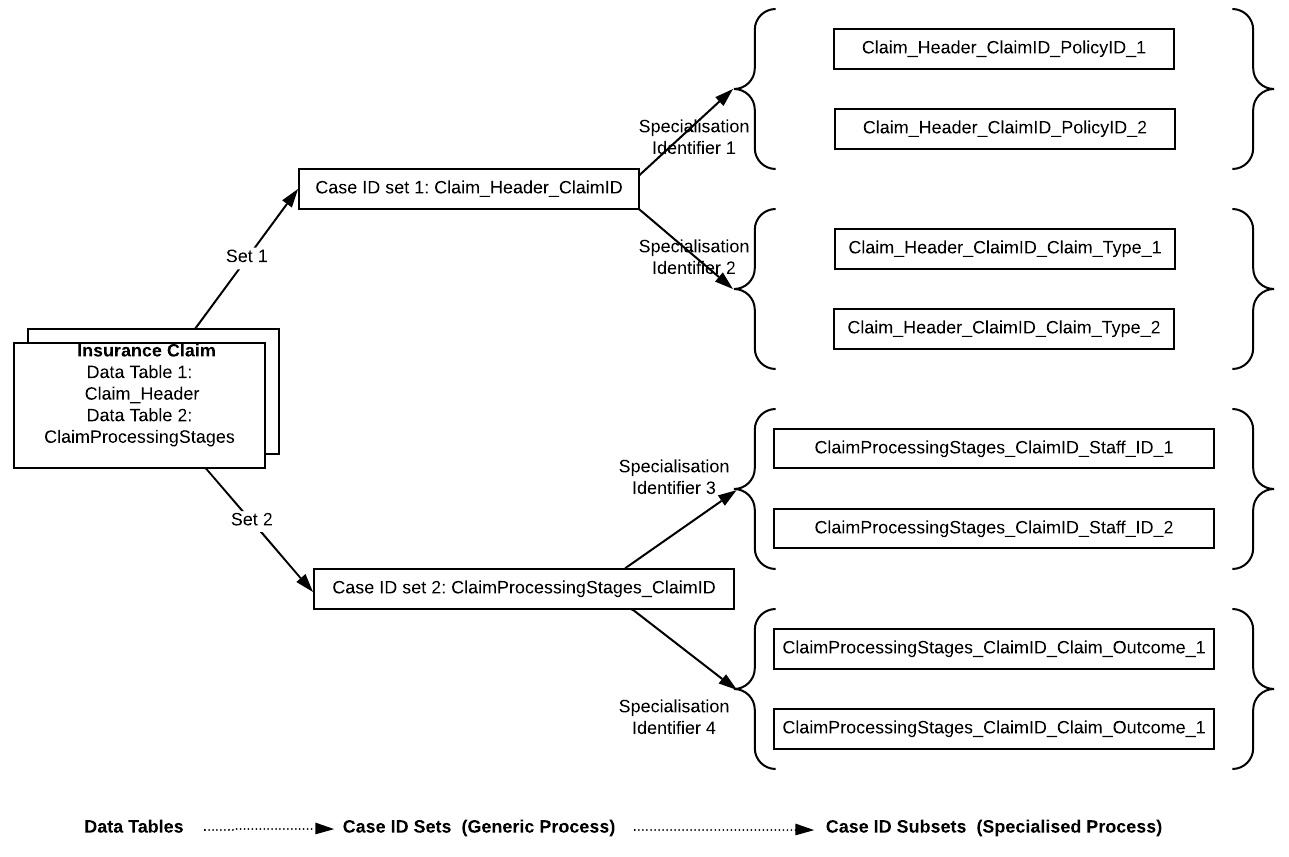 Claim_Header_ClaimID_PolicyID_1
Claim_Header_ClaimID_PolicyID_2
Specialisation
Identifier 1
Case ID set 1: Claim_Header_ClaimID
Specialisation
Identifier 2
Claim_Header_ClaimID_Claim_Type_1
Claim_Header_ClaimID_Claim_Type_2
Set 1
Insurance Claim
Data Table 1:
Claim_Header
Data Table 2:
ClaimProcessingStages
Set 2
Specialisation
Identifier 3
ClaimProcessingStages_ClaimID_Staff_ID_1
ClaimProcessingStages_ClaimID_Staff_ID_2
Case ID set 2: ClaimProcessingStages_ClaimID
Specialisation
Identifier 4
ClaimProcessingStages_ClaimID_Claim_Outcome_1
ClaimProcessingStages_ClaimID_Claim_Outcome_1
Data Tables
Case ID Sets (Generic Process)
Case ID Subsets (Specialised Process)